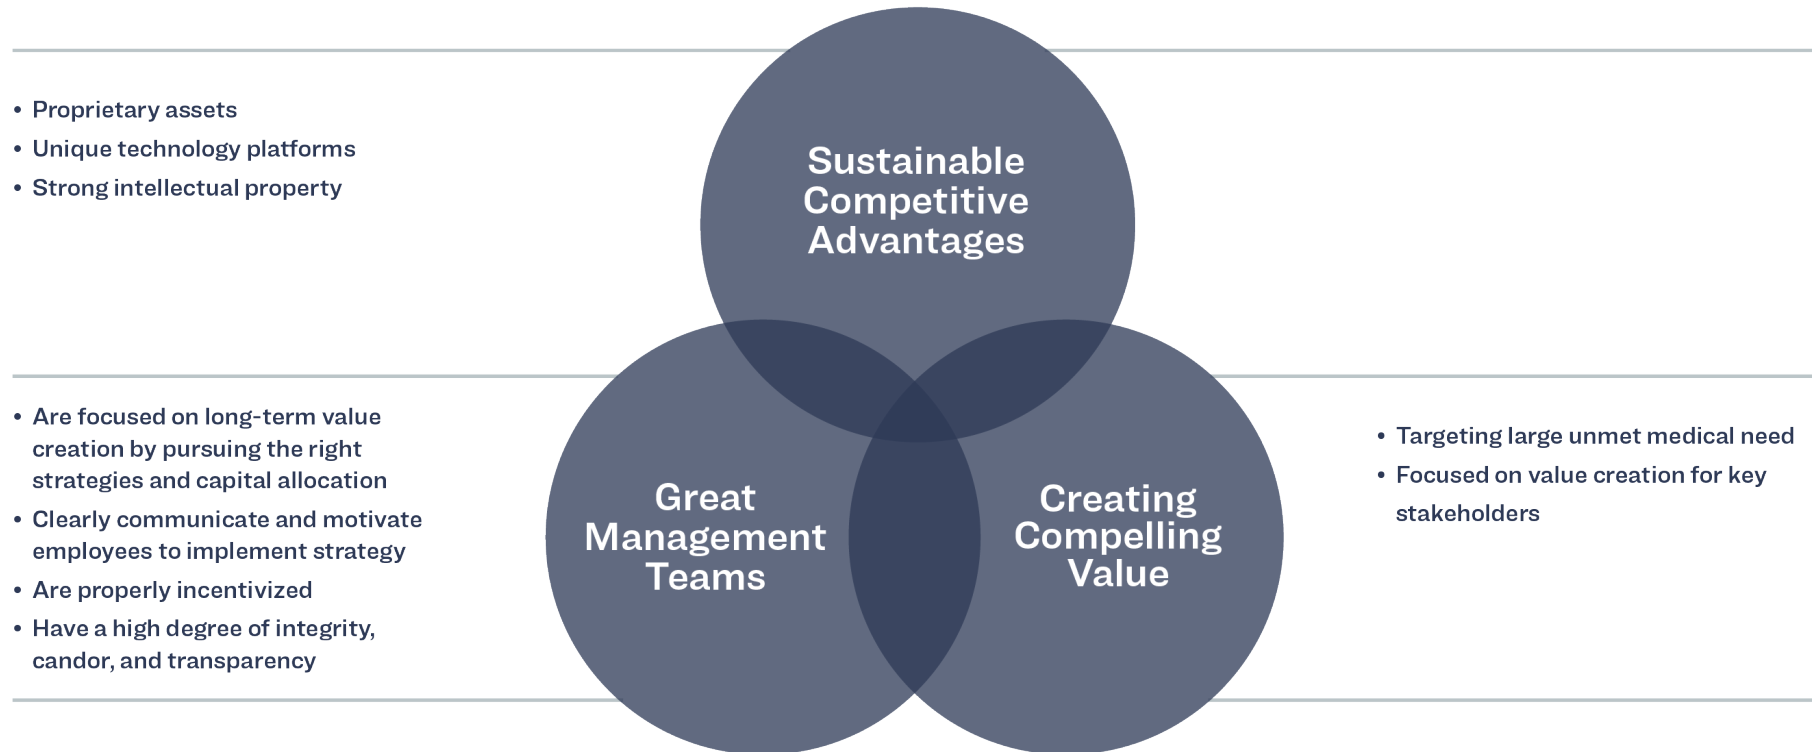 • Proprietary assets
• Unique technology platforms
• Strong intellectual property
Sustainable
Competitive
Advantages
• Are focused on long-term value
creation by pursuing the right
strategies and capital allocation
• Clearly communicate and motivate
employees to implement strategy
• Are properly incentivized
• Have a high degree of integrity,
candor, and transparency
Great
Management
Teams
Creating
Compelling
Value
• Targeting large unmet medical need
• Focused on value creation for key
stakeholders